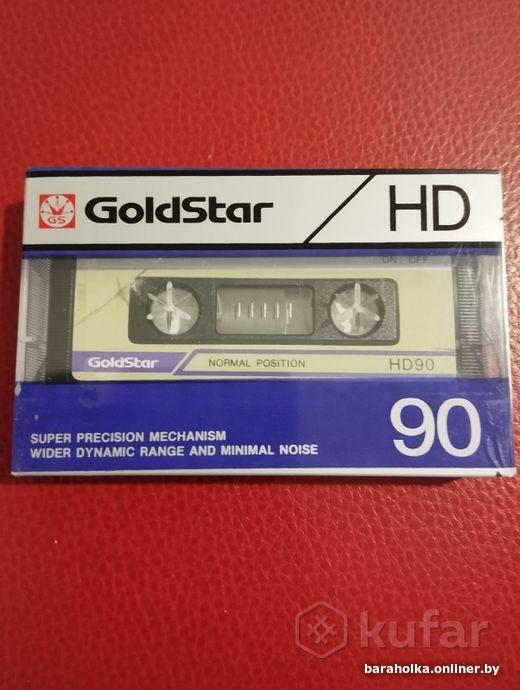 GS
GoldStar
HD
ON
OFF
GoldStar
NORMAL POSITION
HD90
SUPER PRECISION MECHANISM
WIDER DYNAMIC RANGE AND MINIMAL NOISE
90
kufar
baraholka.onliner.by